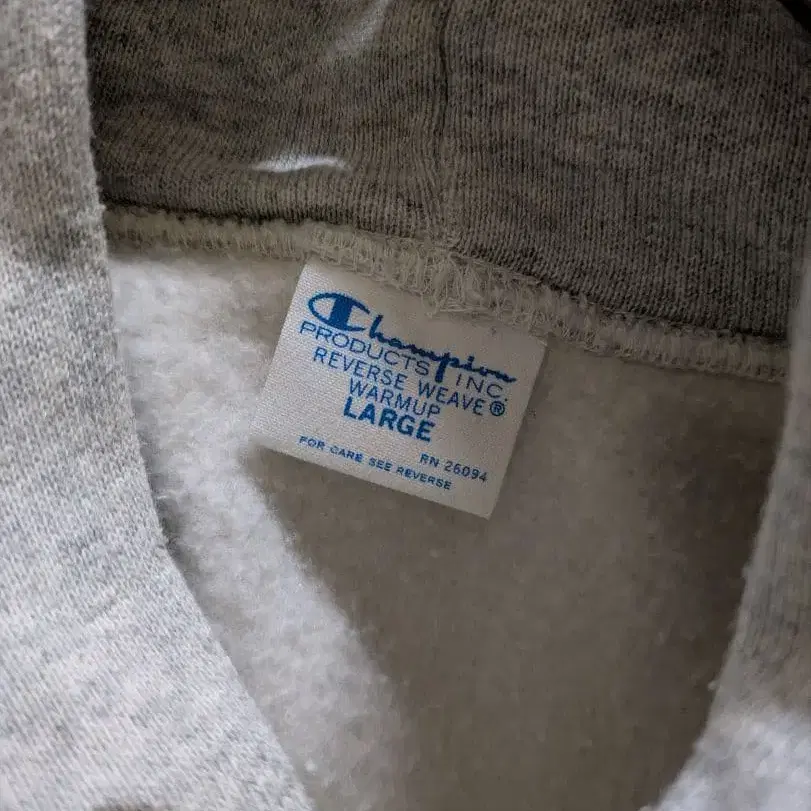 Champion
PRODUCTS INC.
REVERSE WEAVE®
WARMUP
LARGE
RN 26094
FOR CARE SEE REVERSE